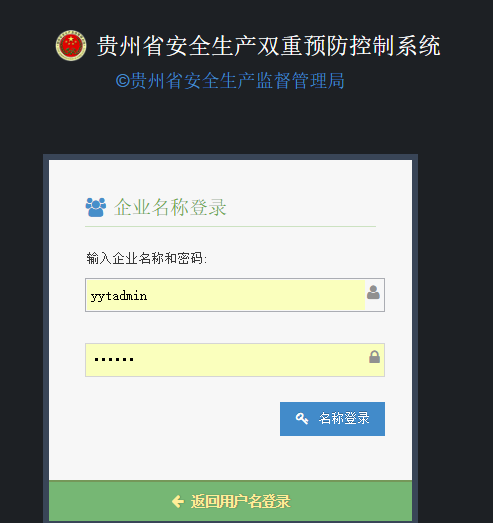 贵州省安全生产双重预防控制系统
©贵州省安全生产监督管理局
企业名称登录
输入企业名称和密码:
yytadmin
••••••
名称登录
返回用户名登录